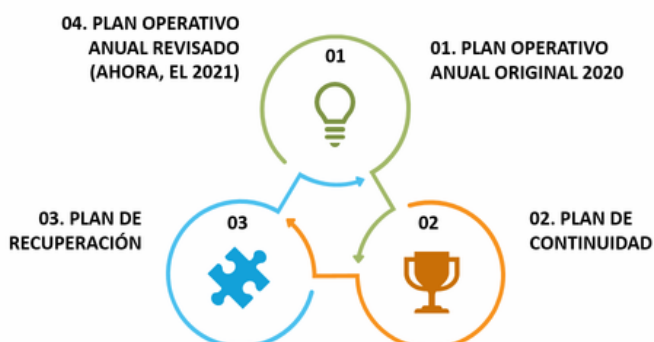 04. PLAN OPERATIVO
ANUAL REVISADO
(AHORA, EL 2021)
01
01. PLAN OPERATIVO
ANUAL ORIGINAL 2020
03. PLAN DE
RECUPERACIÓN
03
02
02. PLAN DE
CONTINUIDAD